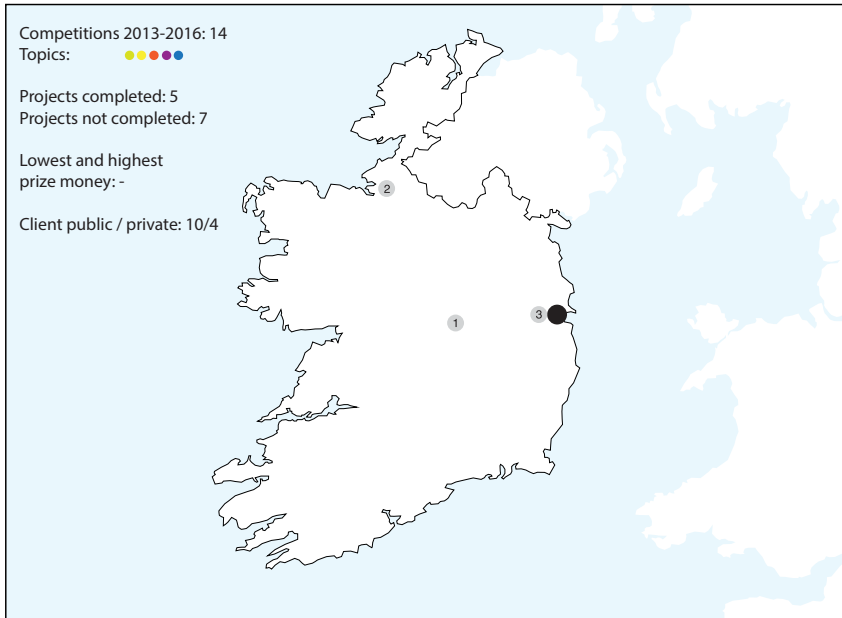 Competitions 2013-2016: 14
Topics:
Projects completed: 5
Projects not completed: 7
Lowest and highest
prize money: -
Client public / private: 10/4
2
3
1